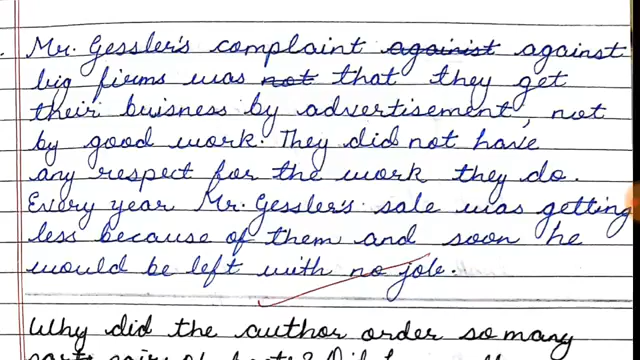 Mr. Gessler's complaint againist against
big firms was not that they get
their buisness by advertisement, not
by good work. They did not have
any respect for the work they do.
Every year Mr. Gessler's sale was getting
less because of them and soon he
would be left with no job.
Why did the author order so many